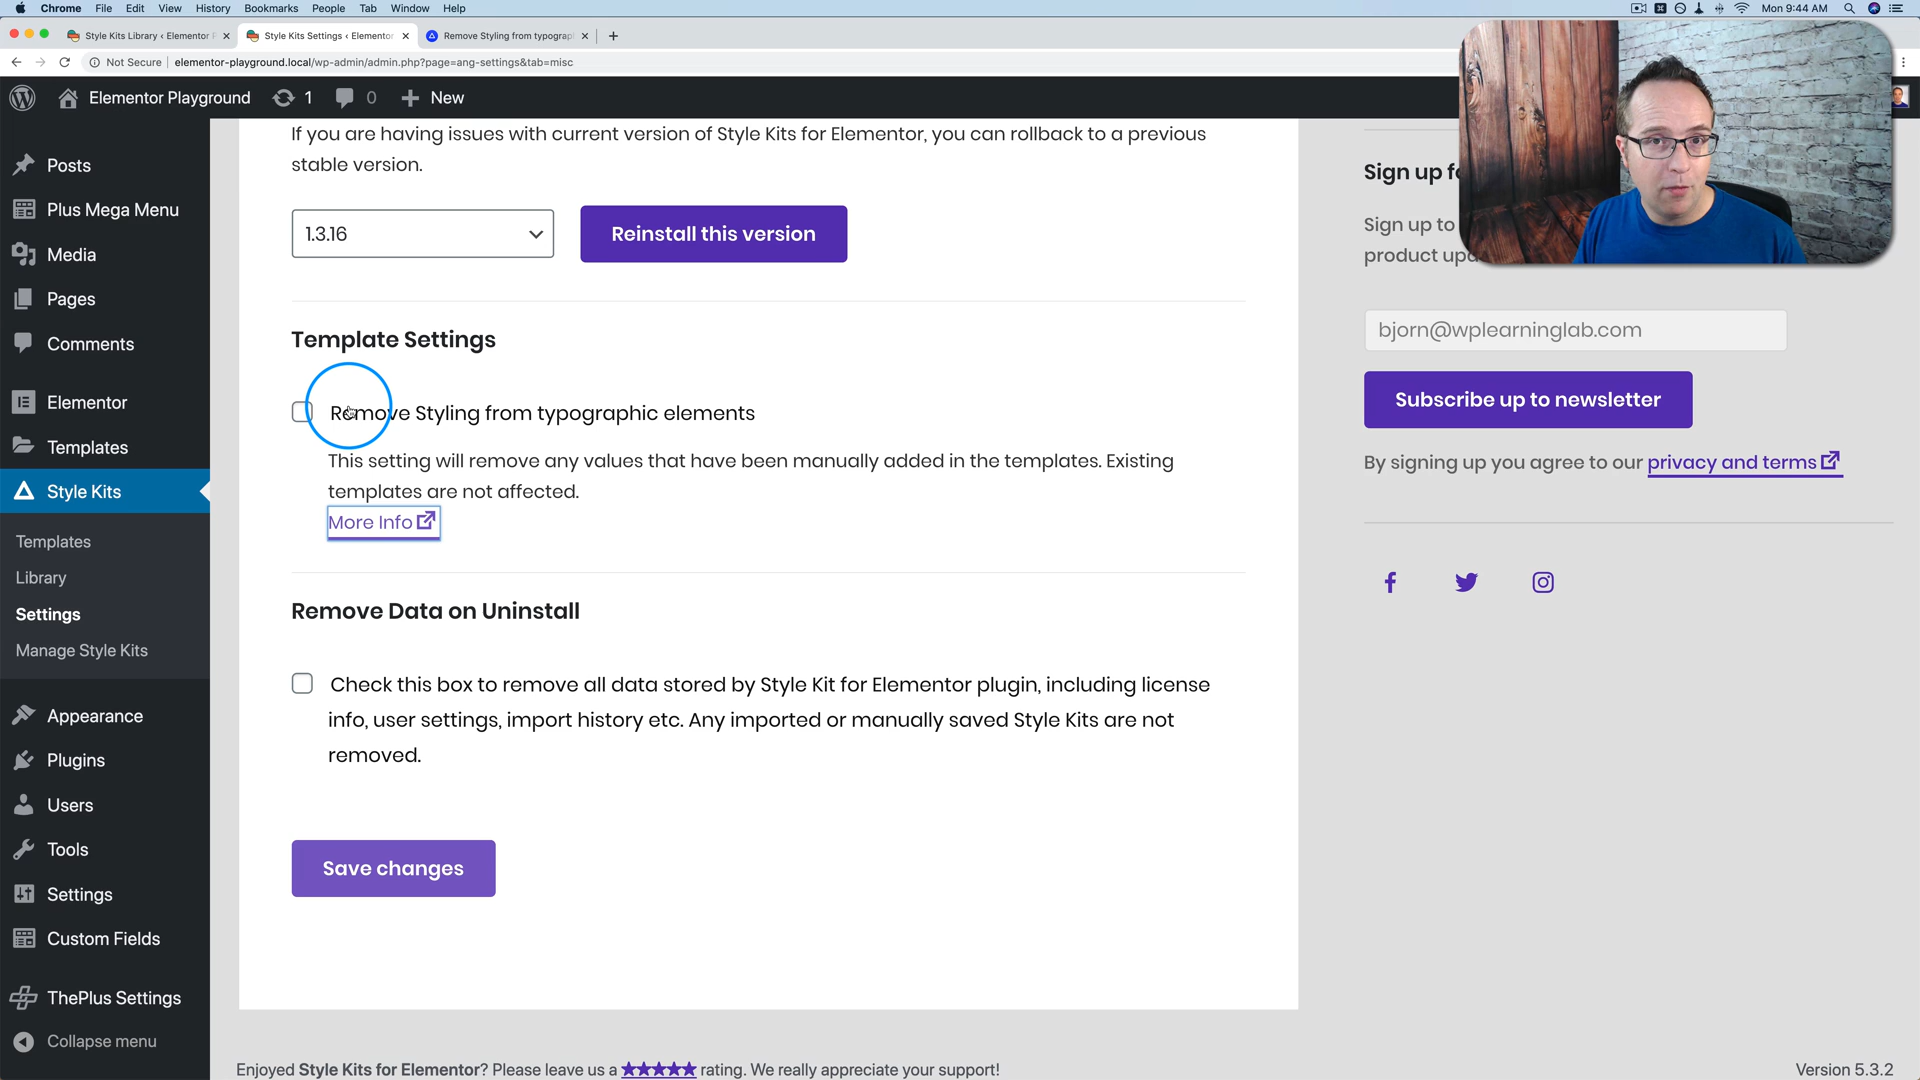 Chrome File Edit View History Bookmarks People Tab Window Help Mon 9:44 AM
Style Kits Library ‹ Elementor Style Kits Settings ‹ Elementor Remove Styling from typograp
Not Secure elementor-playground.local/wp-admin/admin.php?page=ang-settings&tab=misc
Elementor Playground 1 0 New
Posts
Plus Mega Menu
Media
Pages
Comments
Elementor
Templates
Style Kits
Templates
Library
Settings
Manage Style Kits
Appearance
Plugins
Users
Tools
Settings
Custom Fields
ThePlus Settings
Collapse menu
If you are having issues with current version of Style Kits for Elementor, you can rollback to a previous
stable version.
1.3.16
Reinstall this version
Template Settings
Remove Styling from typographic elements
This setting will remove any values that have been manually added in the templates. Existing
templates are not affected.
More Info
Remove Data on Uninstall
Check this box to remove all data stored by Style Kit for Elementor plugin, including license
info, user settings, import history etc. Any imported or manually saved Style Kits are not
removed.
Save changes
Sign up
Sign up to
product
bjorn@wplearninglab.com
Subscribe up to newsletter
By signing up you agree to our privacy and terms
Enjoyed Style Kits for Elementor? Please leave us a ★★★★★ rating. We really appreciate your support!
Version 5.3.2